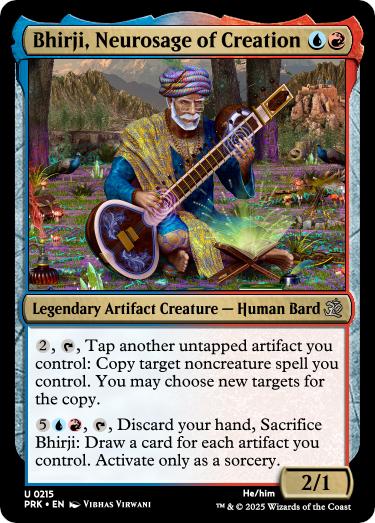 Bhirji, Neurosage of Creation
Legendary Artifact Creature — Human Bard
2, , Tap another untapped artifact you
control: Copy target noncreature spell you
control. You may choose new targets for
the copy.
5 , , Discard your hand, Sacrifice
Bhirji: Draw a card for each artifact you
control. Activate only as a sorcery.
2/1
U 0215
He/him
PRK • EN Vibhas Virwani
™ & © 2025 Wizards of the Coast